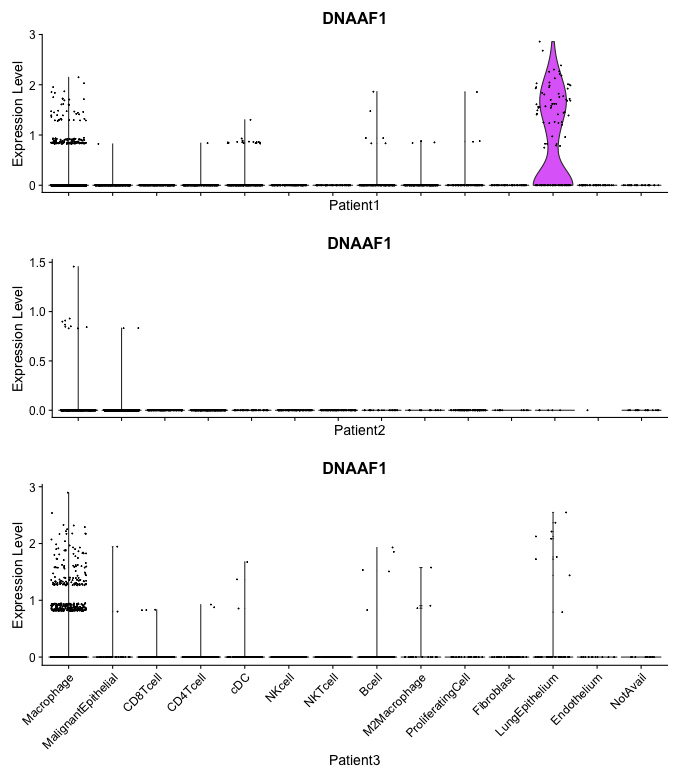 DNAAF1
3
2
1
0
Expression Level
Patient1
DNAAF1
1.5
1.0
0.5
0.0
Expression Level
Patient2
DNAAF1
3
2
1
0
Expression Level
Macrophage
MalignantEpithelial
CD8Tcell
CD4Tcell
cDC
NKcell
NKTcell
Bcell
M2Macrophage
ProliferatingCell
Fibroblast
LungEpithelium
Endothelium
NotAvail
Patient3